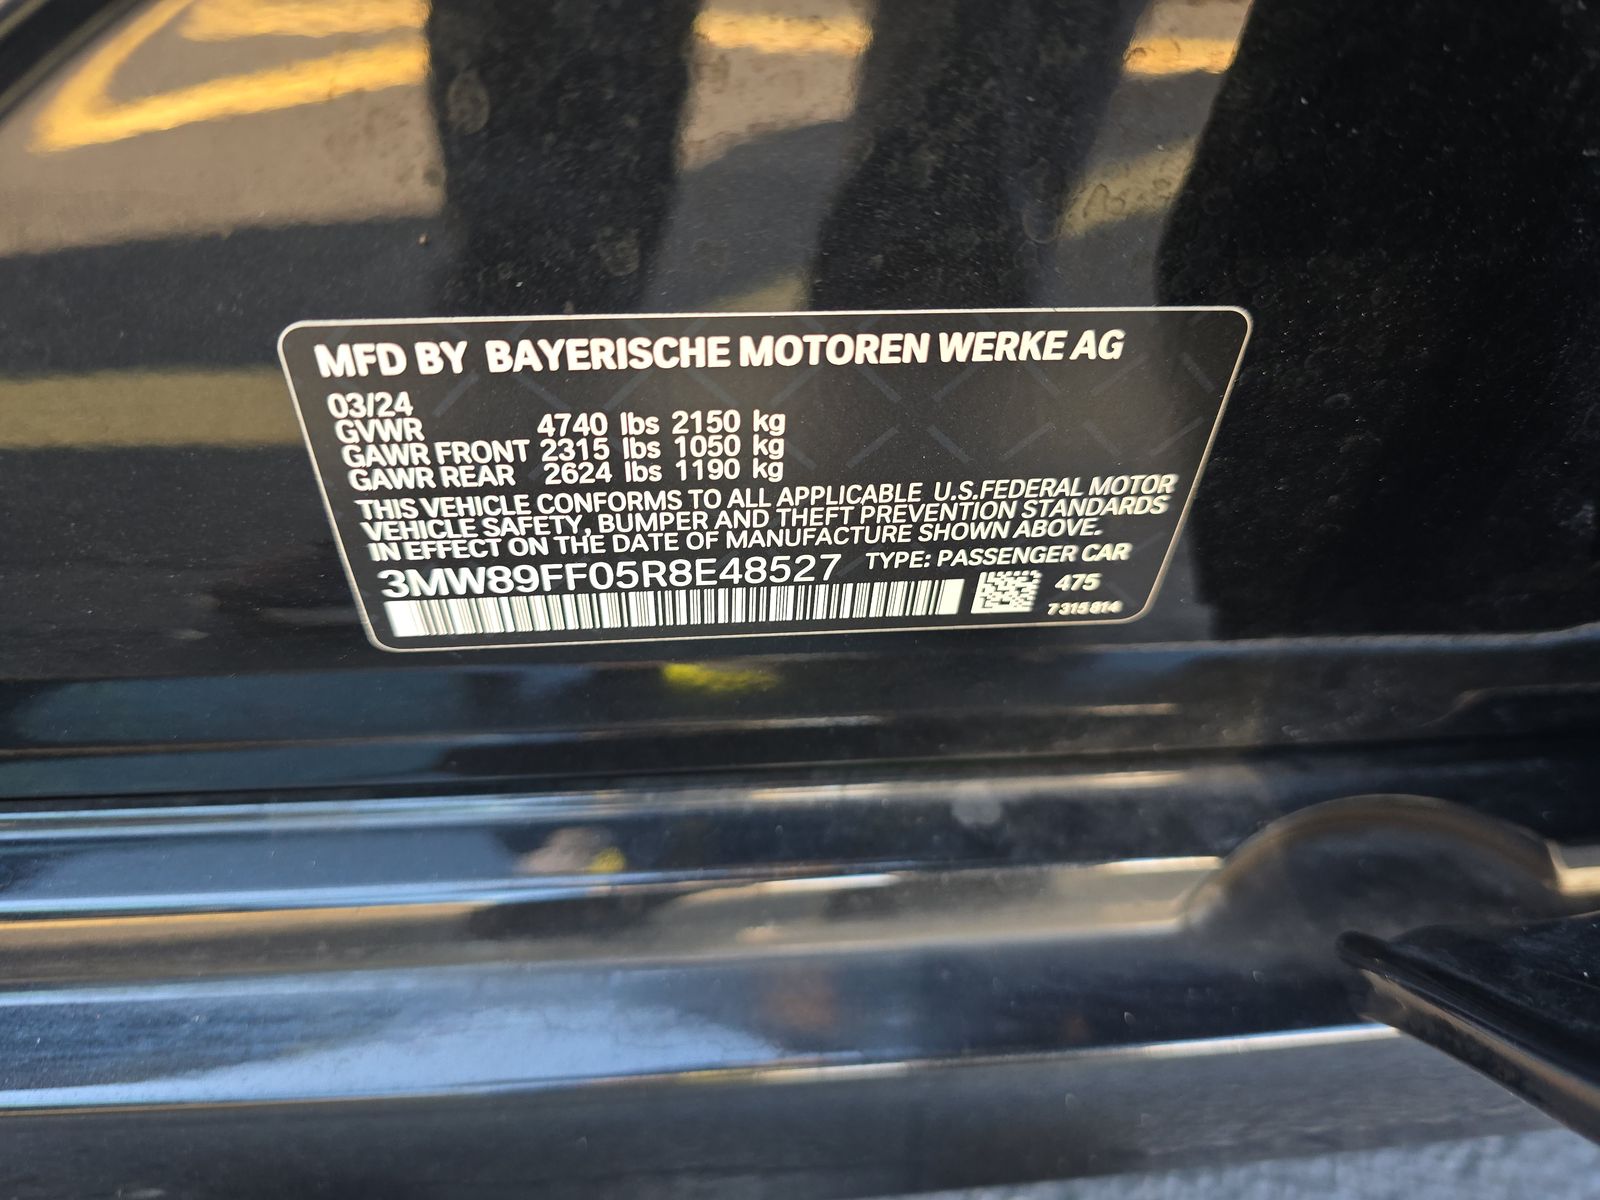 MFD BY BAYERISCHE MOTOREN WERKE AG
03/24
GVWR 4740 lbs 2150 kg
GAWR FRONT 2315 lbs 1050 kg
GAWR REAR 2624 lbs 1190 kg
THIS VEHICLE CONFORMS TO ALL APPLICABLE U.S.FEDERAL MOTOR
VEHICLE SAFETY, BUMPER AND THEFT PREVENTION STANDARDS
IN EFFECT ON THE DATE OF MANUFACTURE SHOWN ABOVE.
3MW89FF05R8E48527 TYPE: PASSENGER CAR
475
7315814